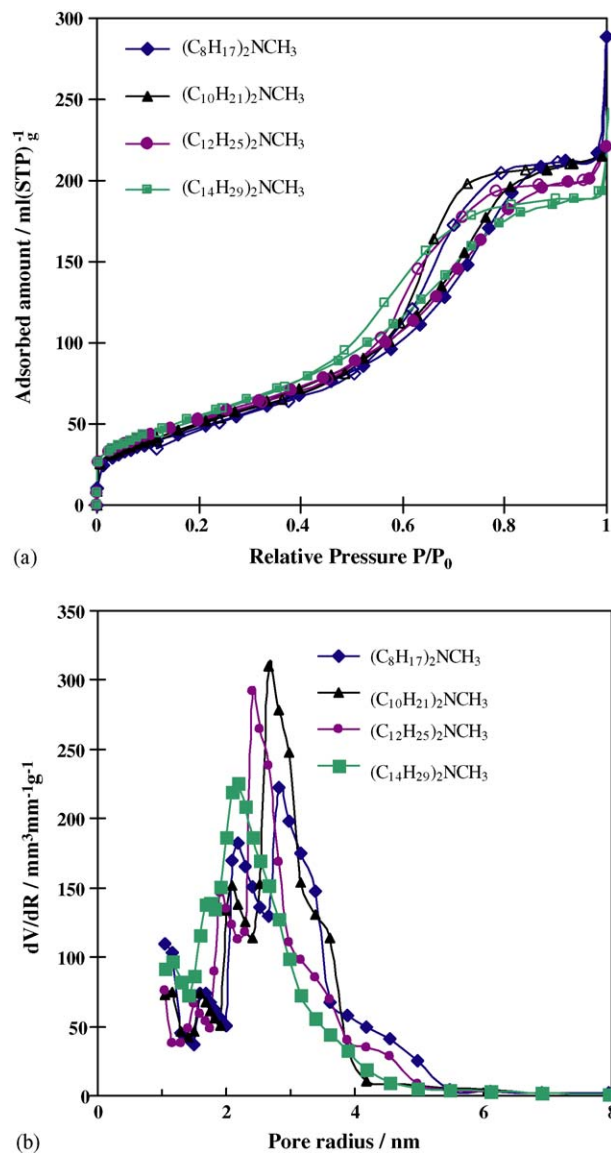 300
250
200
150
100
50
0
0
0.2
0.4
0.6
0.8
1
Adsorbed amount / ml(STP) g⁻¹
Relative Pressure P/P₀
(C₈H₁₇)₂NCH₃
(C₁₀H₂₁)₂NCH₃
(C₁₂H₂₅)₂NCH₃
(C₁₄H₂₉)₂NCH₃
(a)
350
300
250
200
150
100
50
0
0
2
4
6
8
dV/dR / mm³nm-1g-1
Pore radius / nm
(C₈H₁₇)₂NCH₃
(C₁₀H₂₁)₂NCH₃
(C₁₂H₂₅)₂NCH₃
(C₁₄H₂₉)₂NCH₃
(b)